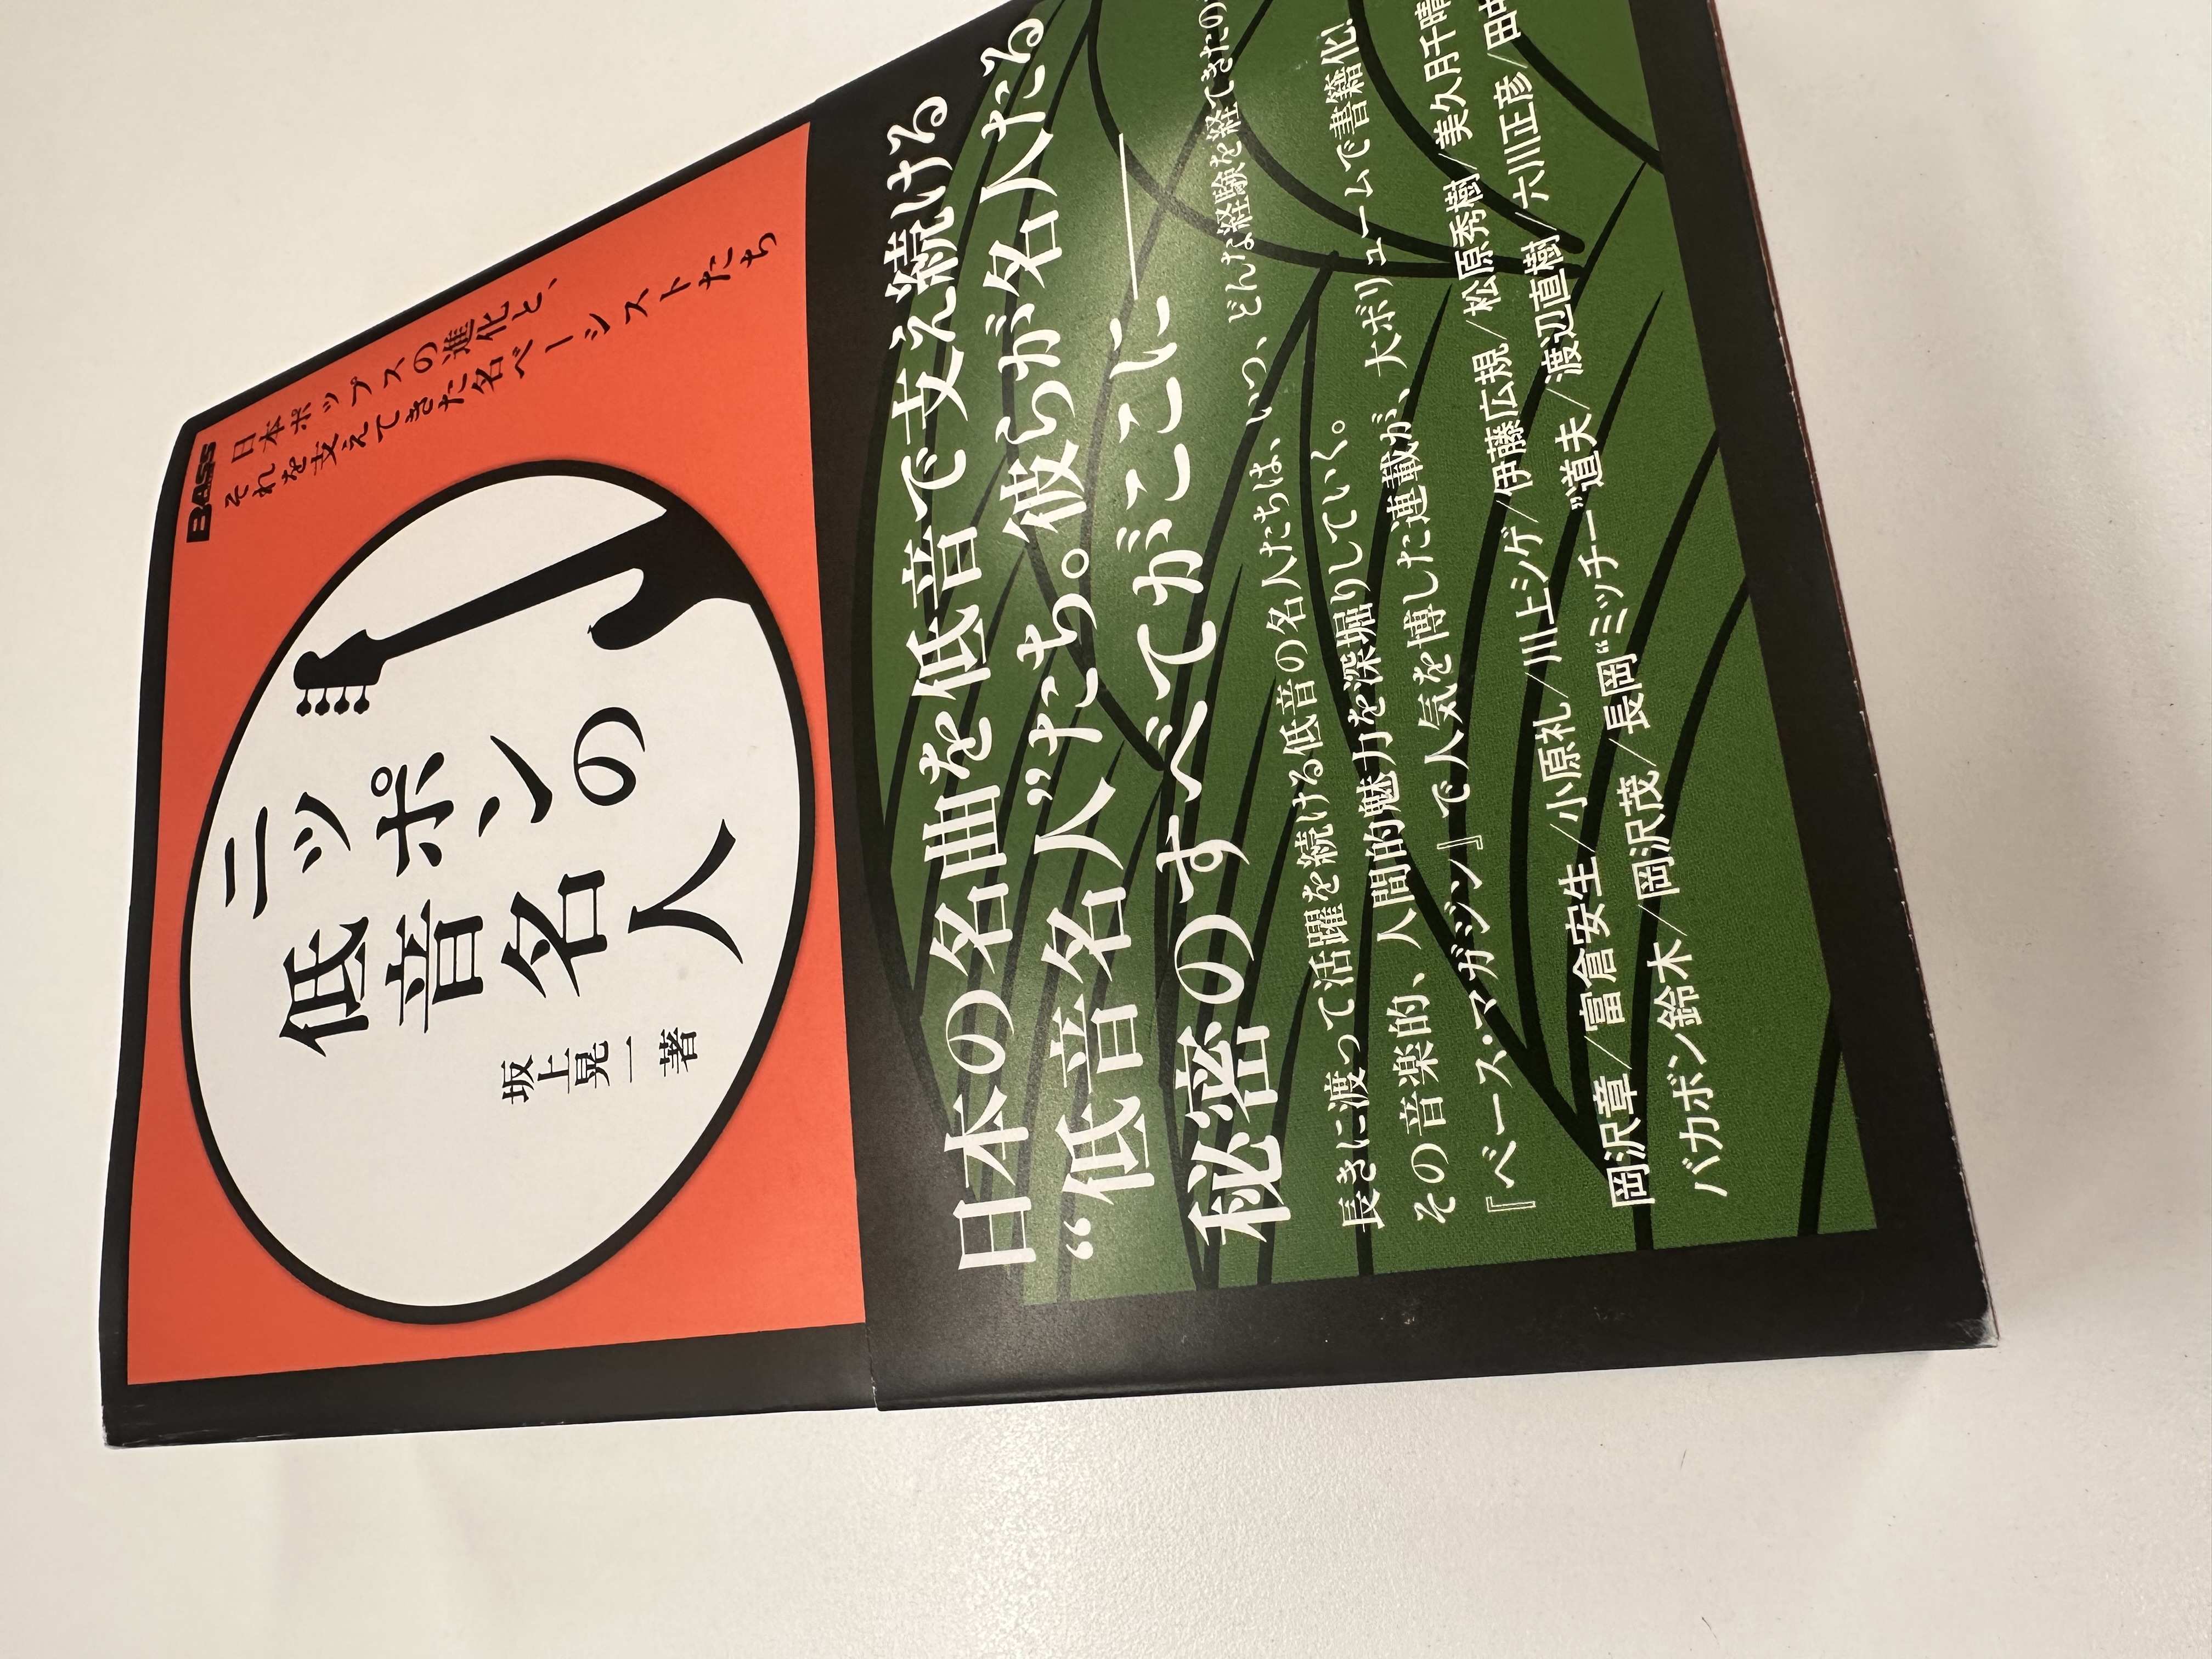 BASS
日本ポップスの進化と、
それを支えてきた名ベーシストたち
ニッポンの
低音名人
坂上晃一 著
日本の名曲を低音で支え続ける
“低音名人”たち。彼らが名人たる
秘密のすべてがここに──
長きに渡って活躍を続ける低音の名人たちは、いつ、どんな経験を経てきたの
その音楽的、人間的魅力を深堀りしていく。
『ベース・マガジン』で人気を博した連載が、大ボリュームで書籍化!
岡沢章／富倉安生／小原礼／川上シゲ／伊藤広規／松原秀樹／美久月千晴
バカボン鈴木／岡沢茂／長岡“ミッチー”道夫／渡辺直樹／六川正彦／田中